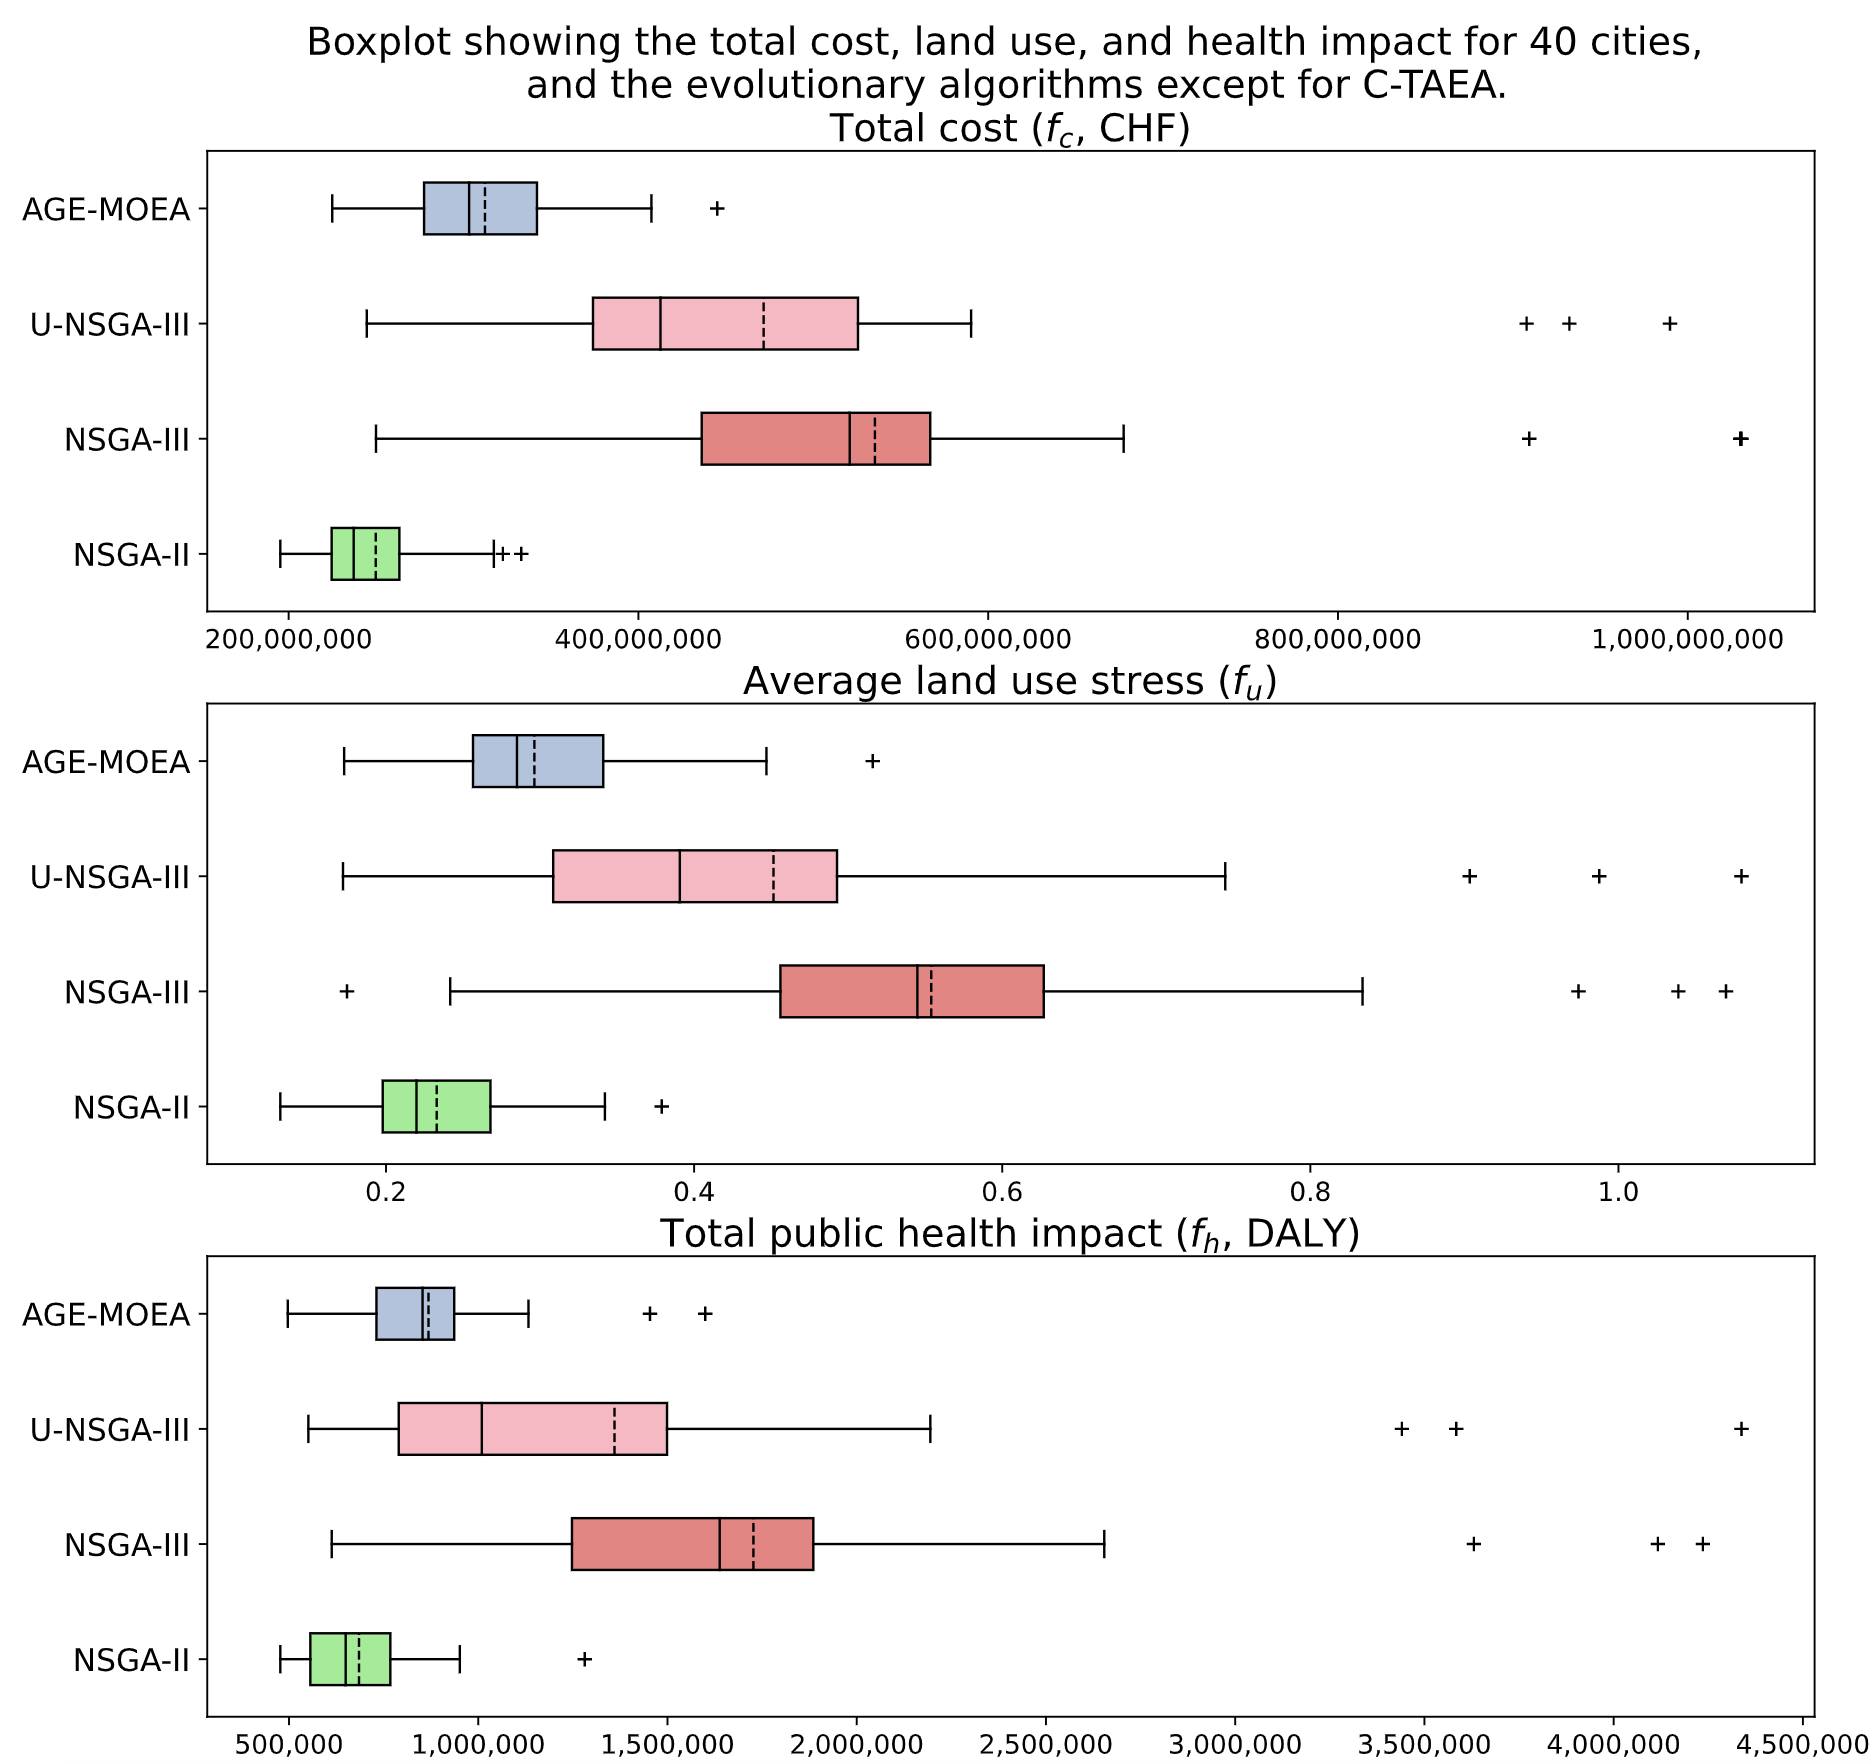 Boxplot showing the total cost, land use, and health impact for 40 cities,
and the evolutionary algorithms except for C-TAEA.
Total cost (f_c, CHF)
AGE-MOEA
U-NSGA-III
NSGA-III
NSGA-II
200,000,000 400,000,000 600,000,000 800,000,000 1,000,000,000
Average land use stress (f_u)
AGE-MOEA
U-NSGA-III
NSGA-III
NSGA-II
0.2 0.4 0.6 0.8 1.0
Total public health impact (f_h, DALY)
AGE-MOEA
U-NSGA-III
NSGA-III
NSGA-II
500,000 1,000,000 1,500,000 2,000,000 2,500,000 3,000,000 3,500,000 4,000,000 4,500,000